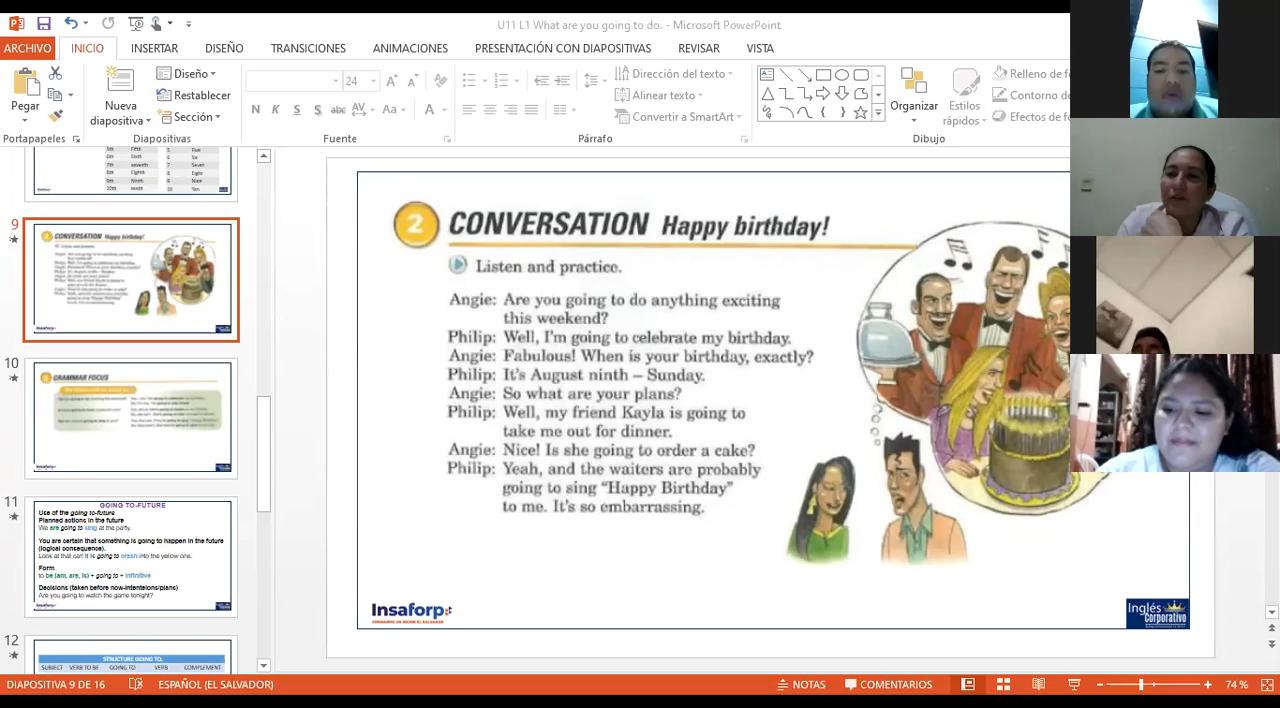 U11 L1 What are you going to do. - Microsoft PowerPoint
ARCHIVO INICIO INSERTAR DISEÑO TRANSICIONES ANIMACIONES PRESENTACIÓN CON DIAPOSITIVAS REVISAR VISTA
Pegar
Nueva diapositiva
Diseño
Restablecer
Sección
24
N K S S abc AV Aa A
Dirección del texto
Alinear texto
Convertir a SmartArt
Organizar
Estilos rápidos
Relleno de
Contorno de
Efectos de
Portapapeles Diapositivas Fuente Párrafo Dibujo
9
10
11
12
2 CONVERSATION Happy birthday!
Listen and practice.
Angie: Are you going to do anything exciting
this weekend?
Philip: Well, I'm going to celebrate my birthday.
Angie: Fabulous! When is your birthday, exactly?
Philip: It's August ninth – Sunday.
Angie: So what are your plans?
Philip: Well, my friend Kayla is going to
take me out for dinner.
Angie: Nice! Is she going to order a cake?
Philip: Yeah, and the waiters are probably
going to sing "Happy Birthday"
to me. It's so embarrassing.
Insaforp
FORMANDO UN MEJOR EL SALVADOR
Inglés
Corporativo
GRAMMAR FOCUS
GOING TO-FUTURE
Use of the going to-future
Planned actions in the future
We are going to sing at the party.
You are certain that something is going to happen in the future
(logical consequence).
Look at that car! It is going to crash into the yellow one.
Form
to be (am, are, is) + going to + infinitive
Decisions (taken before now-intenteions/plans)
Are you going to watch the game tonight?
STRUCTURE GOING TO.
SUBJECT VERB TO BE GOING TO VERB COMPLEMENT
DIAPOSITIVA 9 DE 16 ESPAÑOL (EL SALVADOR) NOTAS COMENTARIOS 74 %